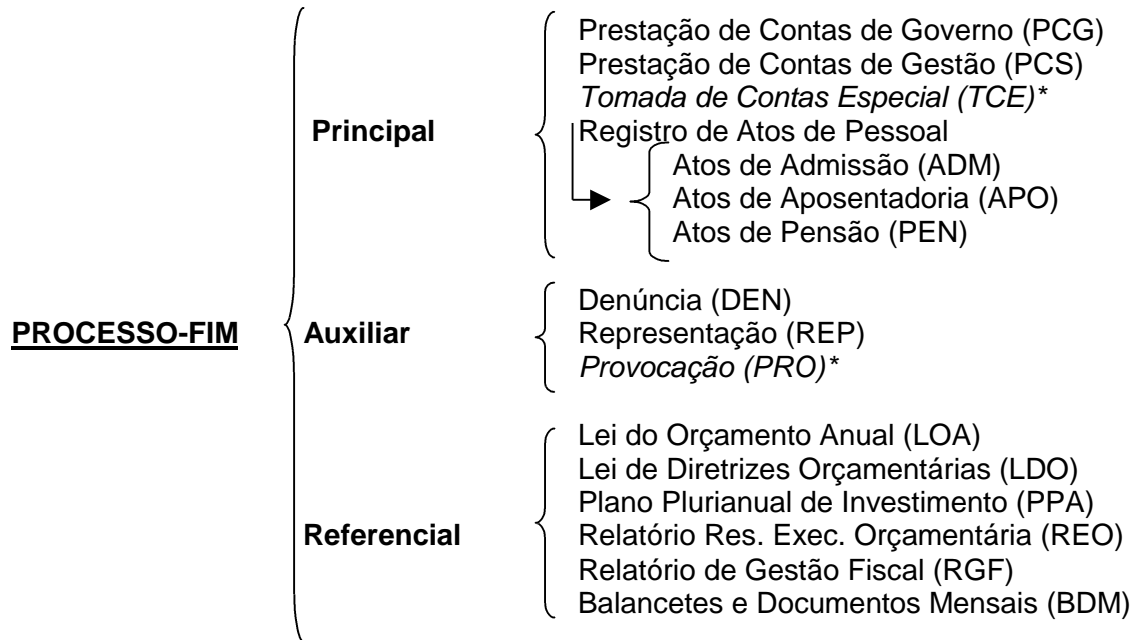 PROCESSO-FIM
Principal
Prestação de Contas de Governo (PCG)
Prestação de Contas de Gestão (PCS)
Tomada de Contas Especial (TCE)*
Registro de Atos de Pessoal
Atos de Admissão (ADM)
Atos de Aposentadoria (APO)
Atos de Pensão (PEN)
Auxiliar
Denúncia (DEN)
Representação (REP)
Provocação (PRO)*
Referencial
Lei do Orçamento Anual (LOA)
Lei de Diretrizes Orçamentárias (LDO)
Plano Plurianual de Investimento (PPA)
Relatório Res. Exec. Orçamentária (REO)
Relatório de Gestão Fiscal (RGF)
Balancetes e Documentos Mensais (BDM)